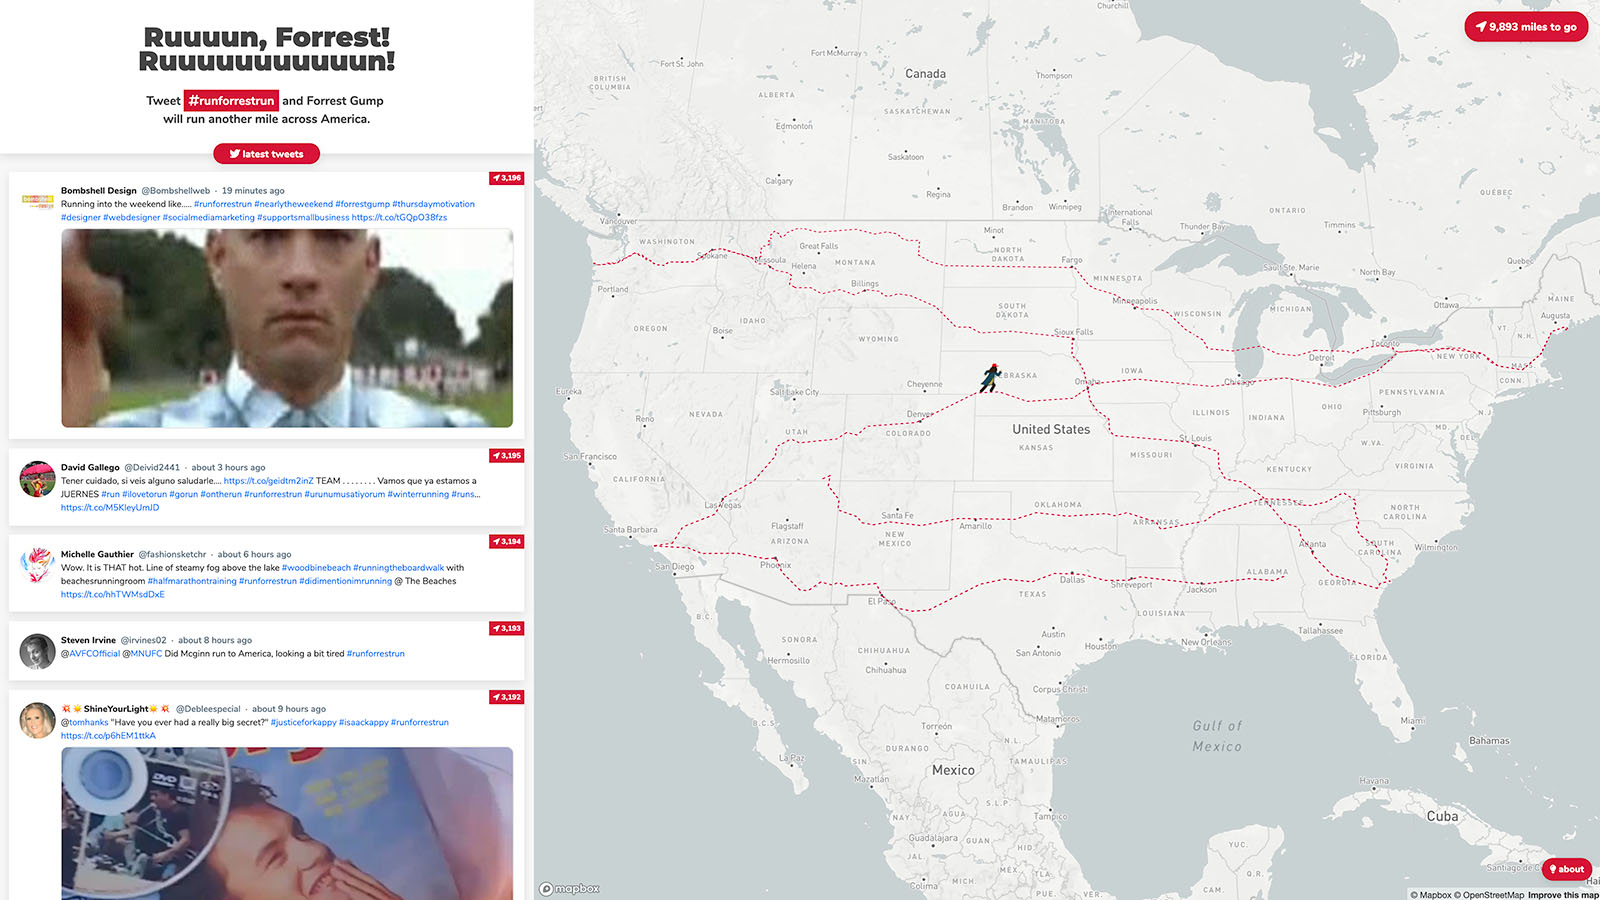 Ruuuun, Forrest!
Ruuuuuuuuuuun!
Tweet #runforrestrun and Forrest Gump
will run another mile across America.
latest tweets
3,196
Bombshell Design @Bombshellweb · 19 minutes ago
Running into the weekend like..... #runforrestrun #nearlytheweekend #forrestgump #thursdaymotivation
#designer #webdesigner #socialmediamarketing #supportsmallbusiness https://t.co/tGQpO38fzs
3,195
David Gallego @Deivid2441 · about 3 hours ago
Tener cuidado, si veis alguno saludarle.... https://t.co/geidtm2inZ TEAM . . . . . . . . Vamos que ya estamos a
JUERNES #run #ilovetorun #gorun #ontherun #runforrestrun #urunumusatiyorum #winterrunning #runs...
https://t.co/M5KleyUmJD
3,194
Michelle Gauthier @fashionsketchr · about 6 hours ago
Wow. It is THAT hot. Line of steamy fog above the lake #woodbinebeach #runningtheboardwalk with
beachesrunningroom #halfmarathontraining #runforrestrun #didimentionimrunning @ The Beaches
https://t.co/hhTWMsdDxE
3,193
Steven Irvine @irvines02 · about 8 hours ago
@AVFCOfficial @MNUFC Did Mcginn run to America, looking a bit tired #runforrestrun
3,192
ShineYourLight @Debleespecial · about 9 hours ago
@tomhanks "Have you ever had a really big secret?" #justiceforkappy #isaackappy #runforrestrun
https://t.co/p6hEM1ttkA
DVD
9,893 miles to go
Churchill
Fort McMurray
Fort St. John
Canada
Thompson
BRITISH
COLUMBIA
ALBERTA
SASKATCHEWAN
MANITOBA
Edmonton
Saskatoon
Calgary
Regina
QUÉBEC
Brandon
Winnipeg
International
Falls
ONTARIO
Vancouver
Thunder Bay
Timmins
Minot
WASHINGTON
Great Falls
NORTH
DAKOTA
Spokane
Missoula
Helena
MONTANA
Fargo
Sault Ste. Marie
North Bay
Quebec
MINNESOTA
Portland
Billings
SOUTH
DAKOTA
Minneapolis
WISCONSIN
MICHIGAN
Ottawa
MAINE
Augusta
IDAHO
OREGON
Boise
Sioux Falls
VT.
N.H.
WYOMING
Toronto
Detroit
NEW YORK
MASS.
BRASKA
IOWA
Omaha
Chicago
CONN.
Eureka
Salt Lake City
Cheyenne
PENNSYLVANIA
OHIO
Pittsburgh
N.J.
Reno
NEVADA
Denver
ILLINOIS
INDIANA
UTAH
COLORADO
United States
KANSAS
St. Louis
MD.
DEL.
W.VA.
San Francisco
MISSOURI
VIRGINIA
KENTUCKY
CALIFORNIA
Las Vegas
OKLAHOMA
TENNESSEE
NORTH
CAROLINA
Santa Barbara
Flagstaff
Santa Fe
Amarillo
ARKANSAS
ARIZONA
NEW
MEXICO
Atlanta
SOUTH
CAROLINA
Wilmington
San Diego
Phoenix
Dallas
Shreveport
Jackson
ALABAMA
GEORGIA
El Paso
TEXAS
LOUISIANA
B.C.
Tallahassee
SONORA
Austin
Houston
New Orleans
CHIHUAHUA
San Antonio
Hermosillo
Chihuahua
FLORIDA
COAHUILA
Corpus Christi
B.C.S.
Torreón
Matamoros
Miami
Gulf of
Mexico
N.L.
Bahamas
DURANGO
SIN.
La Paz
TAMAULIPAS
Mexico
Mazatlán
Havana
S.L.P.
NAY.
AGUA
Tampico
Cuba
Guadalajara
GUAN
HID.
YUC.
JAL.
MEX.
TLA.
Q.R.
Santiago de C
about
Colima
MICH.
PUE.
VER.
CAM.
Hai
mapbox
© Mapbox © OpenStreetMap Improve this map